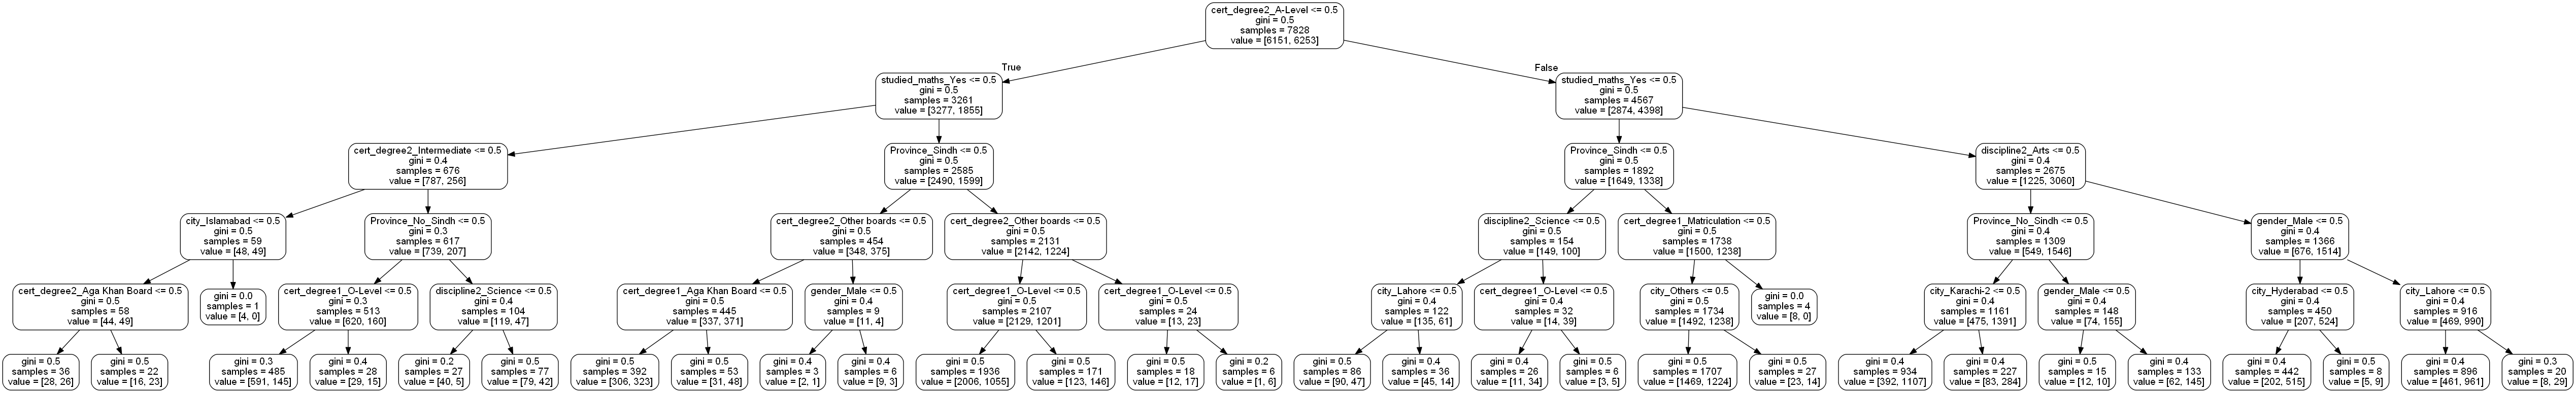 cert_degree2_A-Level <= 0.5
gini = 0.5
samples = 7828
value = [6151, 6253]
True
False
studied_maths_Yes <= 0.5
gini = 0.5
samples = 3261
value = [3277, 1855]
studied_maths_Yes <= 0.5
gini = 0.5
samples = 4567
value = [2874, 4398]
cert_degree2_Intermediate <= 0.5
gini = 0.4
samples = 676
value = [787, 256]
Province_Sindh <= 0.5
gini = 0.5
samples = 2585
value = [2490, 1599]
Province_Sindh <= 0.5
gini = 0.5
samples = 1892
value = [1649, 1338]
discipline2_Arts <= 0.5
gini = 0.4
samples = 2675
value = [1225, 3060]
city_Islamabad <= 0.5
gini = 0.5
samples = 59
value = [48, 49]
Province_No_Sindh <= 0.5
gini = 0.3
samples = 617
value = [739, 207]
cert_degree2_Other boards <= 0.5
gini = 0.5
samples = 454
value = [348, 375]
cert_degree2_Other boards <= 0.5
gini = 0.5
samples = 2131
value = [2142, 1224]
discipline2_Science <= 0.5
gini = 0.5
samples = 154
value = [149, 100]
cert_degree1_Matriculation <= 0.5
gini = 0.5
samples = 1738
value = [1500, 1238]
Province_No_Sindh <= 0.5
gini = 0.4
samples = 1309
value = [549, 1546]
gender_Male <= 0.5
gini = 0.4
samples = 1366
value = [676, 1514]
cert_degree2_Aga Khan Board <= 0.5
gini = 0.5
samples = 58
value = [44, 49]
gini = 0.0
samples = 1
value = [4, 0]
cert_degree1_O-Level <= 0.5
gini = 0.3
samples = 513
value = [620, 160]
discipline2_Science <= 0.5
gini = 0.4
samples = 104
value = [119, 47]
cert_degree1_Aga Khan Board <= 0.5
gini = 0.5
samples = 445
value = [337, 371]
gender_Male <= 0.5
gini = 0.4
samples = 9
value = [11, 4]
cert_degree1_O-Level <= 0.5
gini = 0.5
samples = 2107
value = [2129, 1201]
cert_degree1_O-Level <= 0.5
gini = 0.5
samples = 24
value = [13, 23]
city_Lahore <= 0.5
gini = 0.4
samples = 122
value = [135, 61]
cert_degree1_O-Level <= 0.5
gini = 0.4
samples = 32
value = [14, 39]
city_Others <= 0.5
gini = 0.5
samples = 1734
value = [1492, 1238]
gini = 0.0
samples = 4
value = [8, 0]
city_Karachi-2 <= 0.5
gini = 0.4
samples = 1161
value = [475, 1391]
gender_Male <= 0.5
gini = 0.4
samples = 148
value = [74, 155]
city_Hyderabad <= 0.5
gini = 0.4
samples = 450
value = [207, 524]
city_Lahore <= 0.5
gini = 0.4
samples = 916
value = [469, 990]
gini = 0.5
samples = 36
value = [28, 26]
gini = 0.5
samples = 22
value = [16, 23]
gini = 0.3
samples = 485
value = [591, 145]
gini = 0.4
samples = 28
value = [29, 15]
gini = 0.2
samples = 27
value = [40, 5]
gini = 0.5
samples = 77
value = [79, 42]
gini = 0.5
samples = 392
value = [306, 323]
gini = 0.5
samples = 53
value = [31, 48]
gini = 0.4
samples = 3
value = [2, 1]
gini = 0.4
samples = 6
value = [9, 3]
gini = 0.5
samples = 1936
value = [2006, 1055]
gini = 0.5
samples = 171
value = [123, 146]
gini = 0.5
samples = 18
value = [12, 17]
gini = 0.2
samples = 6
value = [1, 6]
gini = 0.5
samples = 86
value = [90, 47]
gini = 0.4
samples = 36
value = [45, 14]
gini = 0.4
samples = 26
value = [11, 34]
gini = 0.5
samples = 6
value = [3, 5]
gini = 0.5
samples = 1707
value = [1469, 1224]
gini = 0.5
samples = 27
value = [23, 14]
gini = 0.4
samples = 934
value = [392, 1107]
gini = 0.4
samples = 227
value = [83, 284]
gini = 0.5
samples = 15
value = [12, 10]
gini = 0.4
samples = 133
value = [62, 145]
gini = 0.4
samples = 442
value = [202, 515]
gini = 0.5
samples = 8
value = [5, 9]
gini = 0.4
samples = 896
value = [461, 961]
gini = 0.3
samples = 20
value = [8, 29]